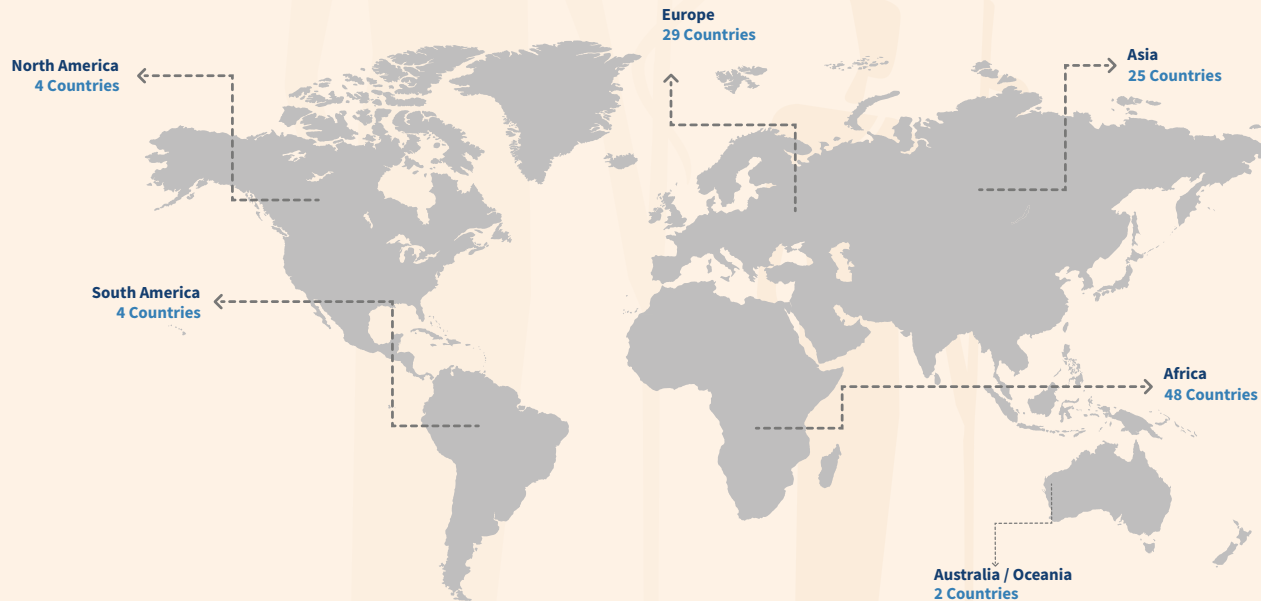 Europe
29 Countries
North America
4 Countries
Asia
25 Countries
South America
4 Countries
Africa
48 Countries
Australia / Oceania
2 Countries